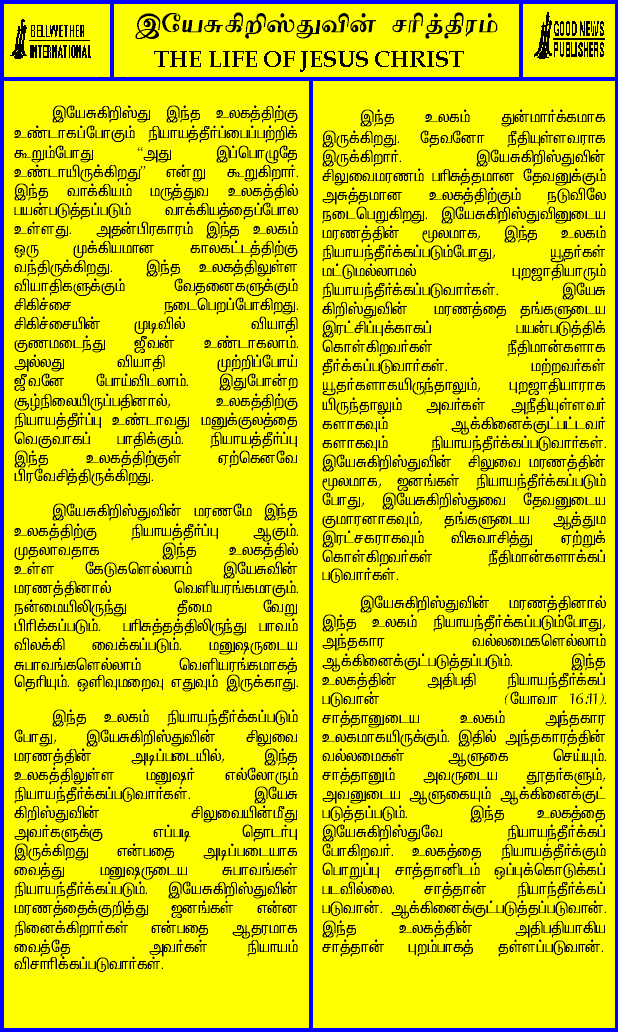 BELLWETHER
INTERNATIONAL
இயேசுகிறிஸ்துவின் சரித்திரம்
THE LIFE OF JESUS CHRIST
GOOD NEWS
PUBLISHERS
இயேசுகிறிஸ்து இந்த உலகத்திற்கு
உண்டாகப்போகும் நியாயத்தீர்ப்பைப்பற்றிக்
கூறும்போது “அது இப்பொழுதே
உண்டாயிருக்கிறது” என்று கூறுகிறார்.
இந்த வாக்கியம் மருத்துவ உலகத்தில்
பயன்படுத்தப்படும் வாக்கியத்தைப்போல
உள்ளது. அதன்பிரகாரம் இந்த உலகம்
ஒரு முக்கியமான காலகட்டத்திற்கு
வந்திருக்கிறது. இந்த உலகத்திலுள்ள
வியாதிகளுக்கும் வேதனைகளுக்கும்
சிகிச்சை நடைபெறப்போகிறது.
சிகிச்சையின் முடிவில் வியாதி
குணமடைந்து ஜீவன் உண்டாகலாம்.
அல்லது வியாதி முற்றிப்போய்
ஜீவனே போய்விடலாம். இதுபோன்ற
சூழ்நிலையிருப்பதினால், உலகத்திற்கு
நியாயத்தீர்ப்பு உண்டாவது மனுக்குலத்தை
வெகுவாகப் பாதிக்கும். நியாயத்தீர்ப்பு
இந்த உலகத்திற்குள் ஏற்கெனவே
பிரவேசித்திருக்கிறது.
இயேசுகிறிஸ்துவின் மரணமே இந்த
உலகத்திற்கு நியாயத்தீர்ப்பு ஆகும்.
முதலாவதாக இந்த உலகத்தில்
உள்ள கேடுகளெல்லாம் இயேசுவின்
மரணத்தினால் வெளியரங்கமாகும்.
நன்மையிலிருந்து தீமை வேறு
பிரிக்கப்படும். பரிசுத்தத்திலிருந்து பாவம்
விலக்கி வைக்கப்படும். மனுஷருடைய
சுபாவங்களெல்லாம் வெளியரங்கமாகத்
தெரியும். ஒளிவுமறைவு எதுவும் இருக்காது.
இந்த உலகம் நியாயந்தீர்க்கப்படும்
போது, இயேசுகிறிஸ்துவின் சிலுவை
மரணத்தின் அடிப்படையில், இந்த
உலகத்திலுள்ள மனுஷர் எல்லோரும்
நியாயந்தீர்க்கப்படுவார்கள். இயேசு
கிறிஸ்துவின் சிலுவையின்மீது
அவர்களுக்கு எப்படி தொடர்பு
இருக்கிறது என்பதை அடிப்படையாக
வைத்து மனுஷருடைய சுபாவங்கள்
நியாயந்தீர்க்கப்படும். இயேசுகிறிஸ்துவின்
மரணத்தைக்குறித்து ஜனங்கள் என்ன
நினைக்கிறார்கள் என்பதை ஆதரமாக
வைத்தே அவர்கள் நியாயம்
விசாரிக்கப்படுவார்கள்.
இந்த உலகம் துன்மார்க்கமாக
இருக்கிறது. தேவனோ நீதியுள்ளவராக
இருக்கிறார். இயேசுகிறிஸ்துவின்
சிலுவைமரணம் பரிசுத்தமான தேவனுக்கும்
அசுத்தமான உலகத்திற்கும் நடுவிலே
நடைபெறுகிறது. இயேசுகிறிஸ்துவினுடைய
மரணத்தின் மூலமாக, இந்த உலகம்
நியாயந்தீர்க்கப்படும்போது, யூதர்கள்
மட்டுமல்லாமல் புறஜாதியாரும்
நியாயந்தீர்க்கப்படுவார்கள். இயேசு
கிறிஸ்துவின் மரணத்தை தங்களுடைய
இரட்சிப்புக்காகப் பயன்படுத்திக்
கொள்கிறவர்கள் நீதிமான்களாக
தீர்க்கப்படுவார்கள். மற்றவர்கள்
யூதர்களாகயிருந்தாலும், புறஜாதியாராக
யிருந்தாலும் அவர்கள் அநீதியுள்ளவர்
களாகவும் ஆக்கினைக்குட்பட்டவர்
களாகவும் நியாயந்தீர்க்கப்படுவார்கள்.
இயேசுகிறிஸ்துவின் சிலுவை மரணத்தின்
மூலமாக, ஜனங்கள் நியாயந்தீர்க்கப்படும்
போது, இயேசுகிறிஸ்துவை தேவனுடைய
குமாரனாகவும், தங்களுடைய ஆத்தும
இரட்சகராகவும் விசுவாசித்து ஏற்றுக்
கொள்கிறவர்கள் நீதிமான்களாக்கப்
படுவார்கள்.
இயேசுகிறிஸ்துவின் மரணத்தினால்
இந்த உலகம் நியாயந்தீர்க்கப்படும்போது,
அந்தகார வல்லமைகளெல்லாம்
ஆக்கினைக்குட்படுத்தப்படும். இந்த
உலகத்தின் அதிபதி நியாயந்தீர்க்கப்
படுவான் (யோவா 16:11).
சாத்தானுடைய உலகம் அந்தகார
உலகமாகயிருக்கும். இதில் அந்தகாரத்தின்
வல்லமைகள் ஆளுகை செய்யும்.
சாத்தானும் அவருடைய தூதர்களும்,
அவனுடைய ஆளுகையும் ஆக்கினைக்குட்
படுத்தப்படும். இந்த உலகத்தை
இயேசுகிறிஸ்துவே நியாயந்தீர்க்கப்
போகிறவர். உலகத்தை நியாயத்தீர்க்கும்
பொறுப்பு சாத்தானிடம் ஒப்புக்கொடுக்கப்
படவில்லை. சாத்தான் நியாந்தீர்க்கப்
படுவான். ஆக்கினைக்குட்படுத்தப்படுவான்.
இந்த உலகத்தின் அதிபதியாகிய
சாத்தான் புறம்பாகத் தள்ளப்படுவான்.